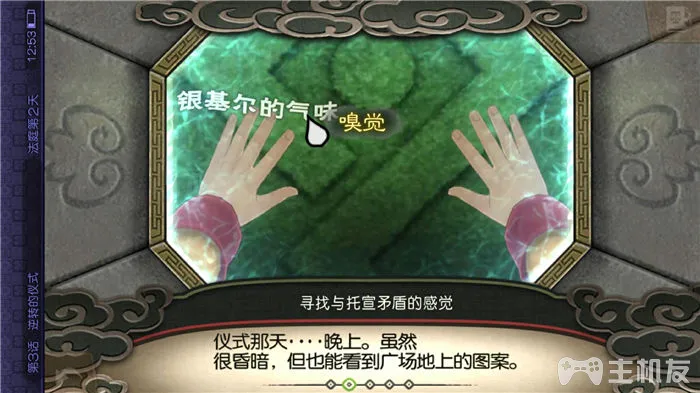 12:53
法庭第2天
第3话 逆转的仪式
银基尔的气味
嗅觉
寻找与托宣矛盾的感觉
仪式那天····晚上。虽然
很昏暗，但也能看到广场地上的图案。
主机友